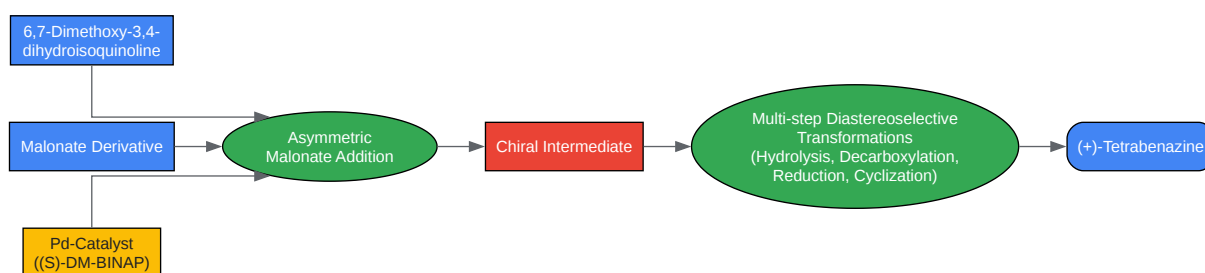 6,7-Dimethoxy-3,4-
dihydroisoquinoline
Malonate Derivative
Pd-Catalyst
((S)-DM-BINAP)
Asymmetric
Malonate Addition
Chiral Intermediate
Multi-step Diastereoselective
Transformations
(Hydrolysis, Decarboxylation,
Reduction, Cyclization)
(+)-Tetrabenazine